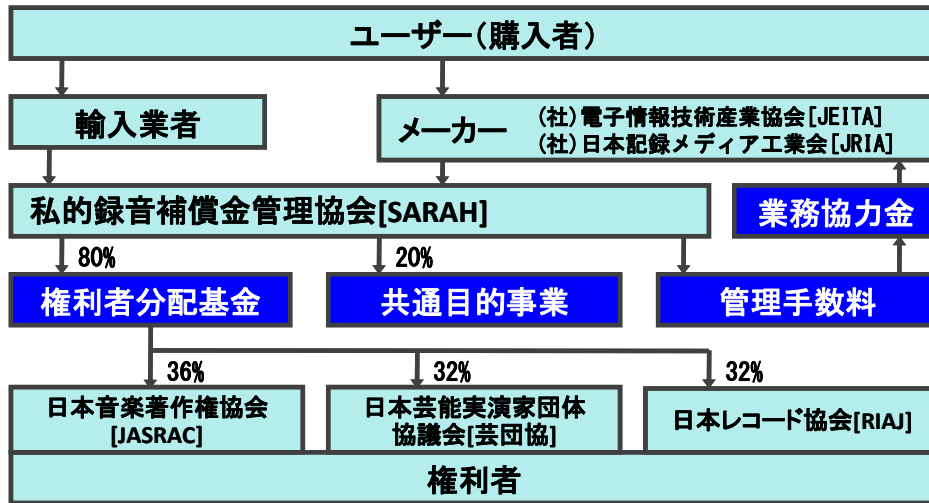 ユーザー(購入者)
輸入業者
メーカー
(社)電子情報技術産業協会[JEITA]
(社)日本記録メディア工業会[JRIA]
私的録音補償金管理協会[SARAH]
業務協力金
80%
20%
権利者分配基金
共通目的事業
管理手数料
36%
32%
32%
日本音楽著作権協会
[JASRAC]
日本芸能実演家団体
協議会[芸団協]
日本レコード協会[RIAJ]
権利者